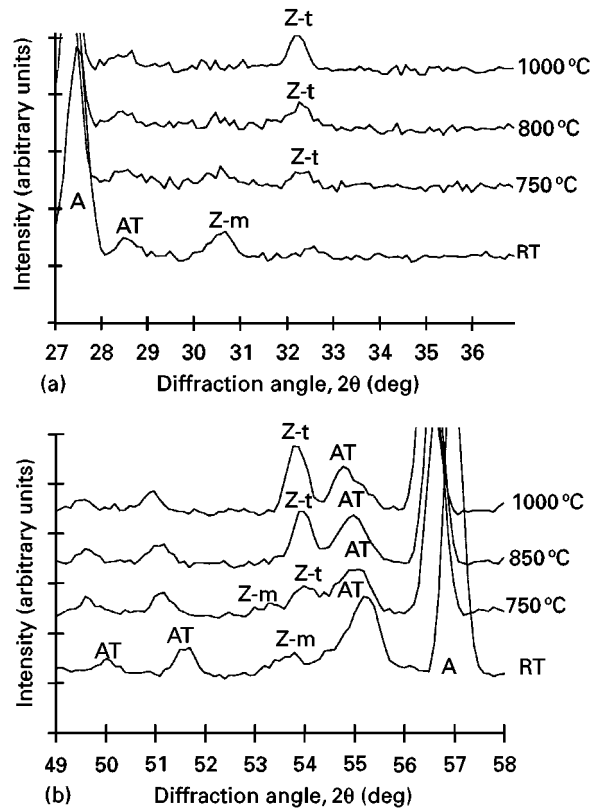 Z-t
1000 °C
Z-t
800 °C
Z-t
750 °C
A
AT
Z-m
RT
Intensity (arbitrary units)
27 28 29 30 31 32 33 34 35 36
(a) Diffraction angle, 2θ (deg)
Z-t
AT
1000 °C
Z-t
AT
850 °C
AT
Z-m
Z-t
750 °C
AT
AT
AT
Z-m
A
RT
Intensity (arbitrary units)
49 50 51 52 53 54 55 56 57 58
(b) Diffraction angle, 2θ (deg)